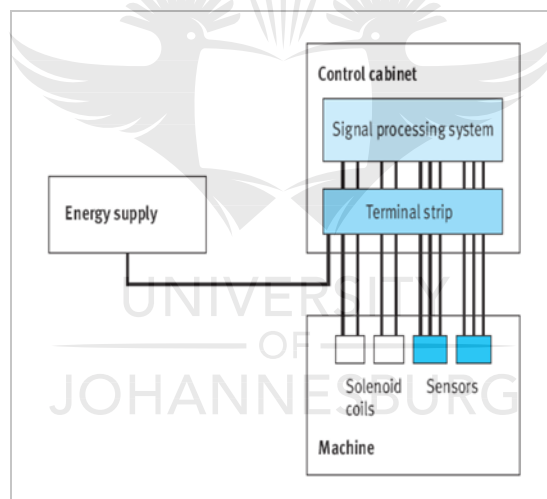 Control cabinet
Signal processing system
Energy supply
Terminal strip
UNIVERSITY
OF
JOHANNESBURG
Solenoid
coils
Sensors
Machine